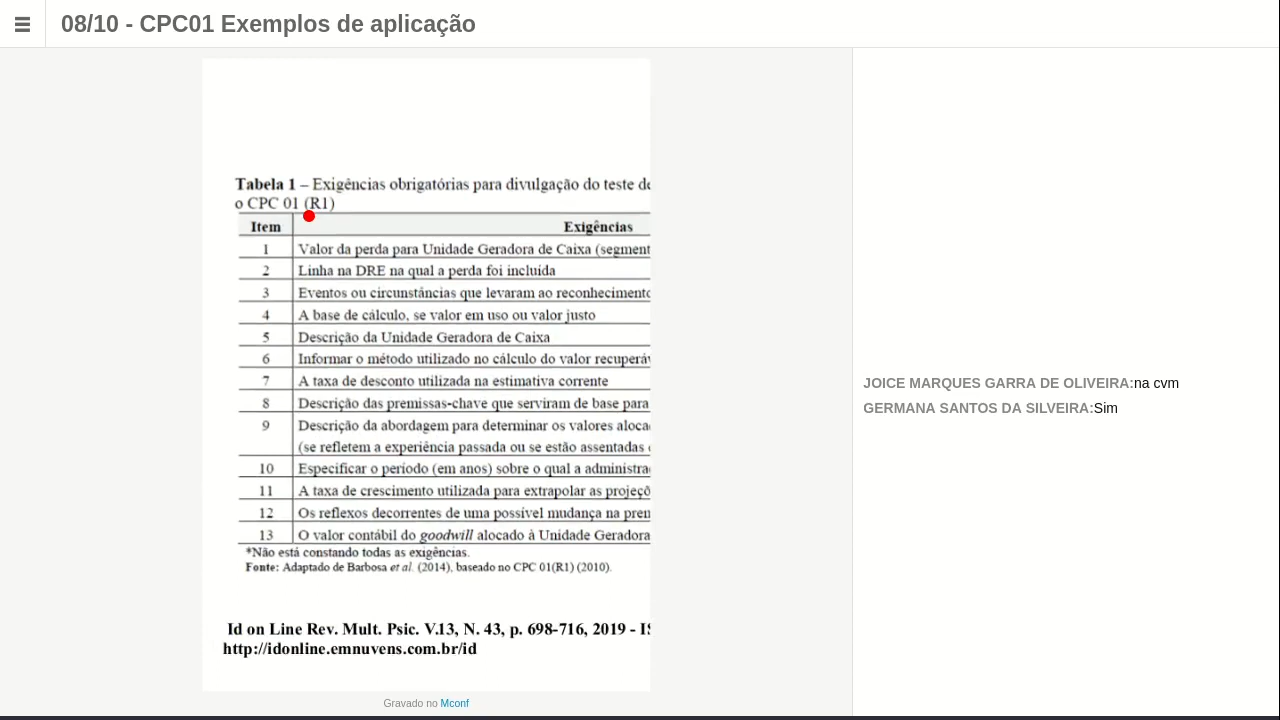 08/10 - CPC01 Exemplos de aplicação
Tabela 1 – Exigências obrigatórias para divulgação do teste de
o CPC 01 (R1)
Item Exigências
1 Valor da perda para Unidade Geradora de Caixa (segment
2 Linha na DRE na qual a perda foi incluída
3 Eventos ou circunstâncias que levaram ao reconhecimento
4 A base de cálculo, se valor em uso ou valor justo
5 Descrição da Unidade Geradora de Caixa
6 Informar o método utilizado no cálculo do valor recuperáv
7 A taxa de desconto utilizada na estimativa corrente
8 Descrição das premissas-chave que serviram de base para
9 Descrição da abordagem para determinar os valores aloca
(se refletem a experiência passada ou se estão assentadas
10 Especificar o período (em anos) sobre o qual a administra
11 A taxa de crescimento utilizada para extrapolar as projeçõ
12 Os reflexos decorrentes de uma possível mudança na prem
13 O valor contábil do goodwill alocado à Unidade Geradora
*Não está constando todas as exigências.
Fonte: Adaptado de Barbosa et al. (2014), baseado no CPC 01(R1) (2010).
Id on Line Rev. Mult. Psic. V.13, N. 43, p. 698-716, 2019 - IS
http://idonline.emnuvens.com.br/id
Gravado no Mconf
JOICE MARQUES GARRA DE OLIVEIRA:na cvm
GERMANA SANTOS DA SILVEIRA:Sim